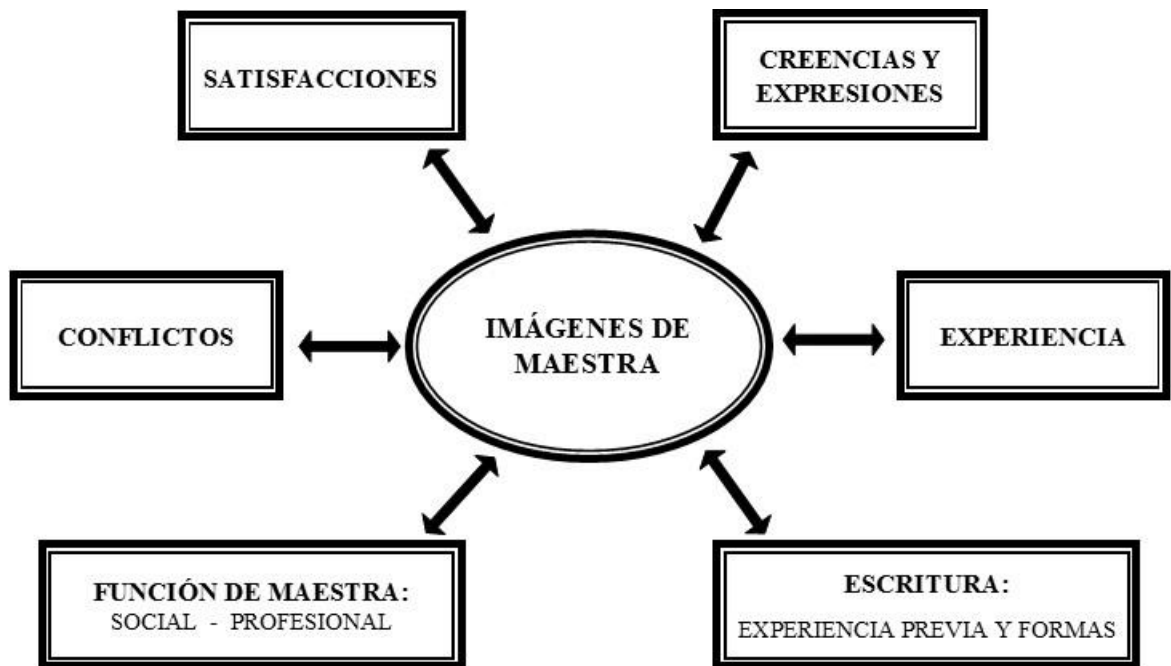 SATISFACCIONES
CREENCIAS Y
EXPRESIONES
CONFLICTOS
IMÁGENES DE
MAESTRA
EXPERIENCIA
FUNCIÓN DE MAESTRA:
SOCIAL - PROFESIONAL
ESCRITURA:
EXPERIENCIA PREVIA Y FORMAS